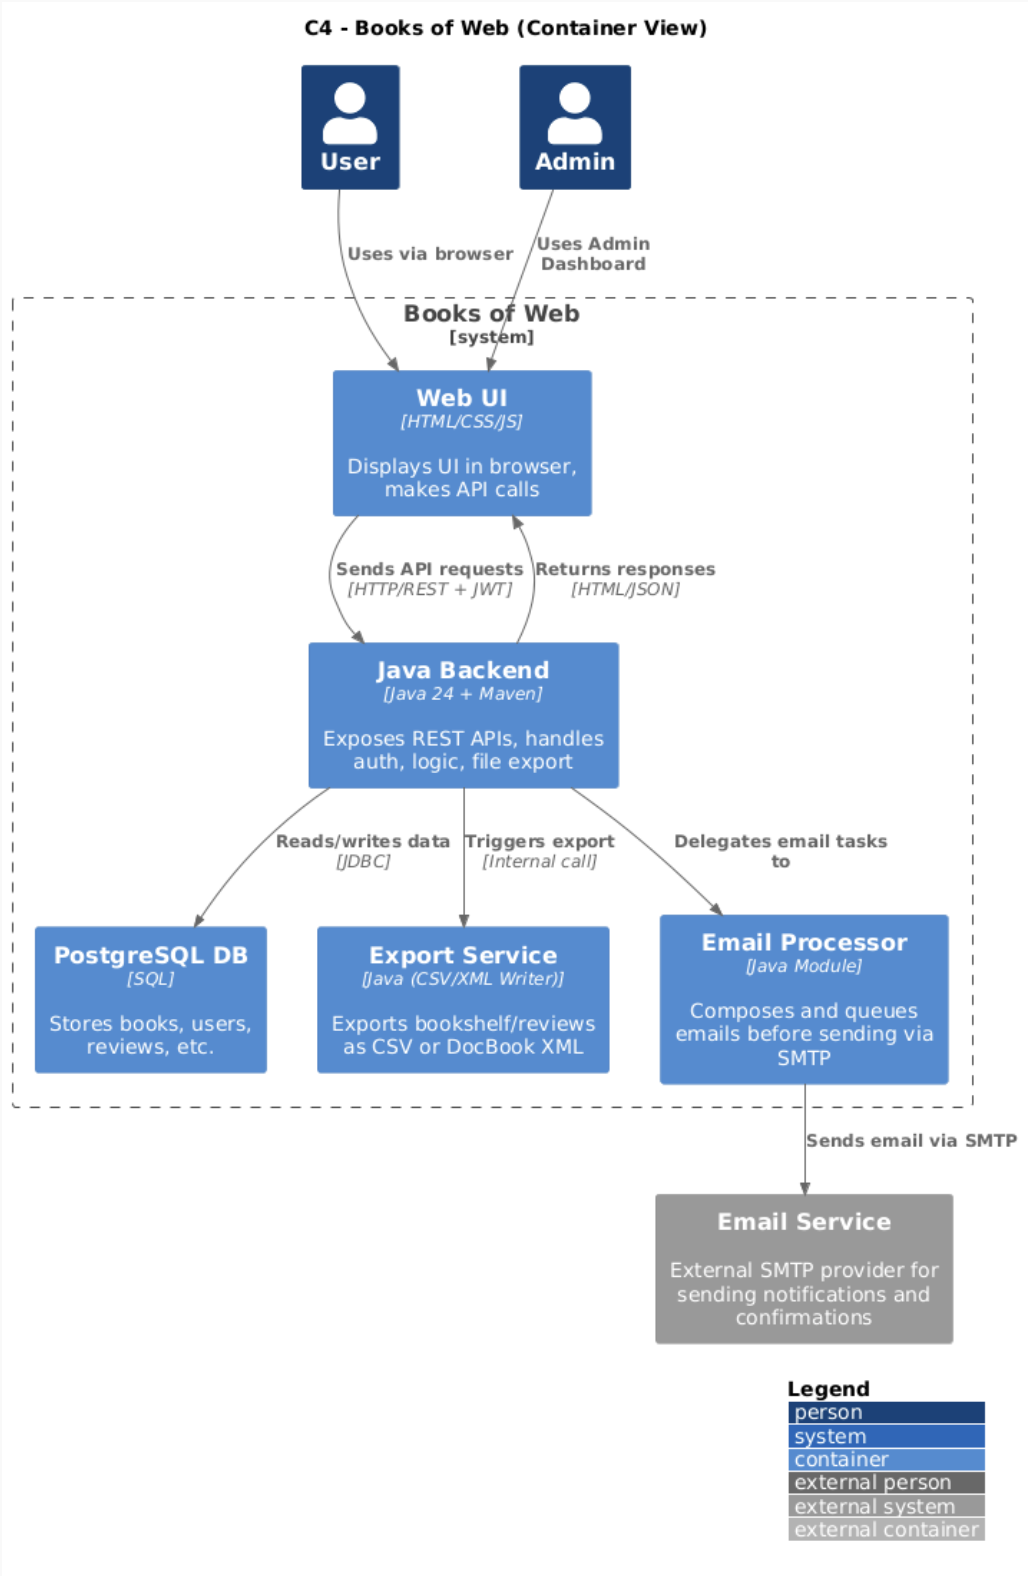 C4 - Books of Web (Container View)
User
Admin
Uses via browser
Uses Admin
Dashboard
Books of Web
[system]
Web UI
[HTML/CSS/JS]
Displays UI in browser,
makes API calls
Sends API requests
[HTTP/REST + JWT]
Returns responses
[HTML/JSON]
Java Backend
[Java 24 + Maven]
Exposes REST APIs, handles
auth, logic, file export
Reads/writes data
[JDBC]
Triggers export
[Internal call]
Delegates email tasks
to
PostgreSQL DB
[SQL]
Stores books, users,
reviews, etc.
Export Service
[Java (CSV/XML Writer)]
Exports bookshelf/reviews
as CSV or DocBook XML
Email Processor
[Java Module]
Composes and queues
emails before sending via
SMTP
Sends email via SMTP
Email Service
External SMTP provider for
sending notifications and
confirmations
Legend
person
system
container
external person
external system
external container